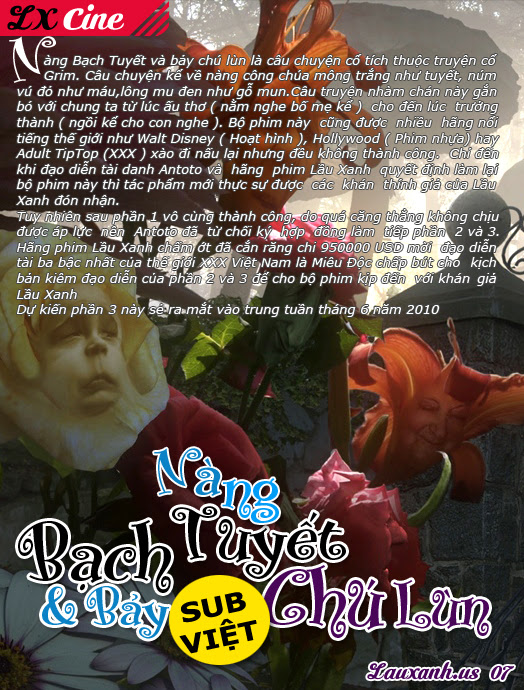 LX Cine
Nàng Bạch Tuyết và bảy chú lùn là câu chuyện cổ tích thuộc truyện cổ
Grim. Câu chuyện kể về nàng công chúa mông trắng như tuyết, núm
vú đỏ như máu,lông mu đen như gỗ mun.Câu truyện nhàm chán này gắn
bó với chung ta từ lúc ấu thơ ( nằm nghe bố mẹ kể ) cho đến lúc trưởng
thành ( ngồi kể cho con nghe ). Bộ phim này cũng được nhiêu hãng nổi
tiếng thế giới như Walt Disney ( Hoạt hình ), Hollywood ( Phim nhựa) hay
Adult TipTop (XXX ) xào đi nấu lại nhưng đều không thành công. Chỉ đến
khi đạo diễn tài danh Antoto và hãng phim Lầu Xanh quyết định làm lại
bộ phim này thì tác phẩm mới thực sự được các khán thính giả của Lầu
Xanh đón nhận.
Tuy nhiên sau phần 1 vô cùng thành công, do quá căng thẳng không chịu
được áp lực nên Antoto đã từ chối ký hợp đồng làm tiếp phần 2 và 3.
Hãng phim Lầu Xanh chấm ớt đã cắn răng chi 950000 USD mời đạo diễn
tài ba bậc nhất của thế giới XXX Việt Nam là Miêu Độc chấp bút cho kịch
bản kiêm đạo diễn của phần 2 và 3 để cho bộ phim kịp đến với khán giả
Lầu Xanh
Dự kiến phần 3 này sẽ ra mắt vào trung tuần tháng 6 năm 2010
Nàng
Bạch Tuyết
& Bảy Chú Lùn
SUB
VIỆT
Lauxanh.us 07